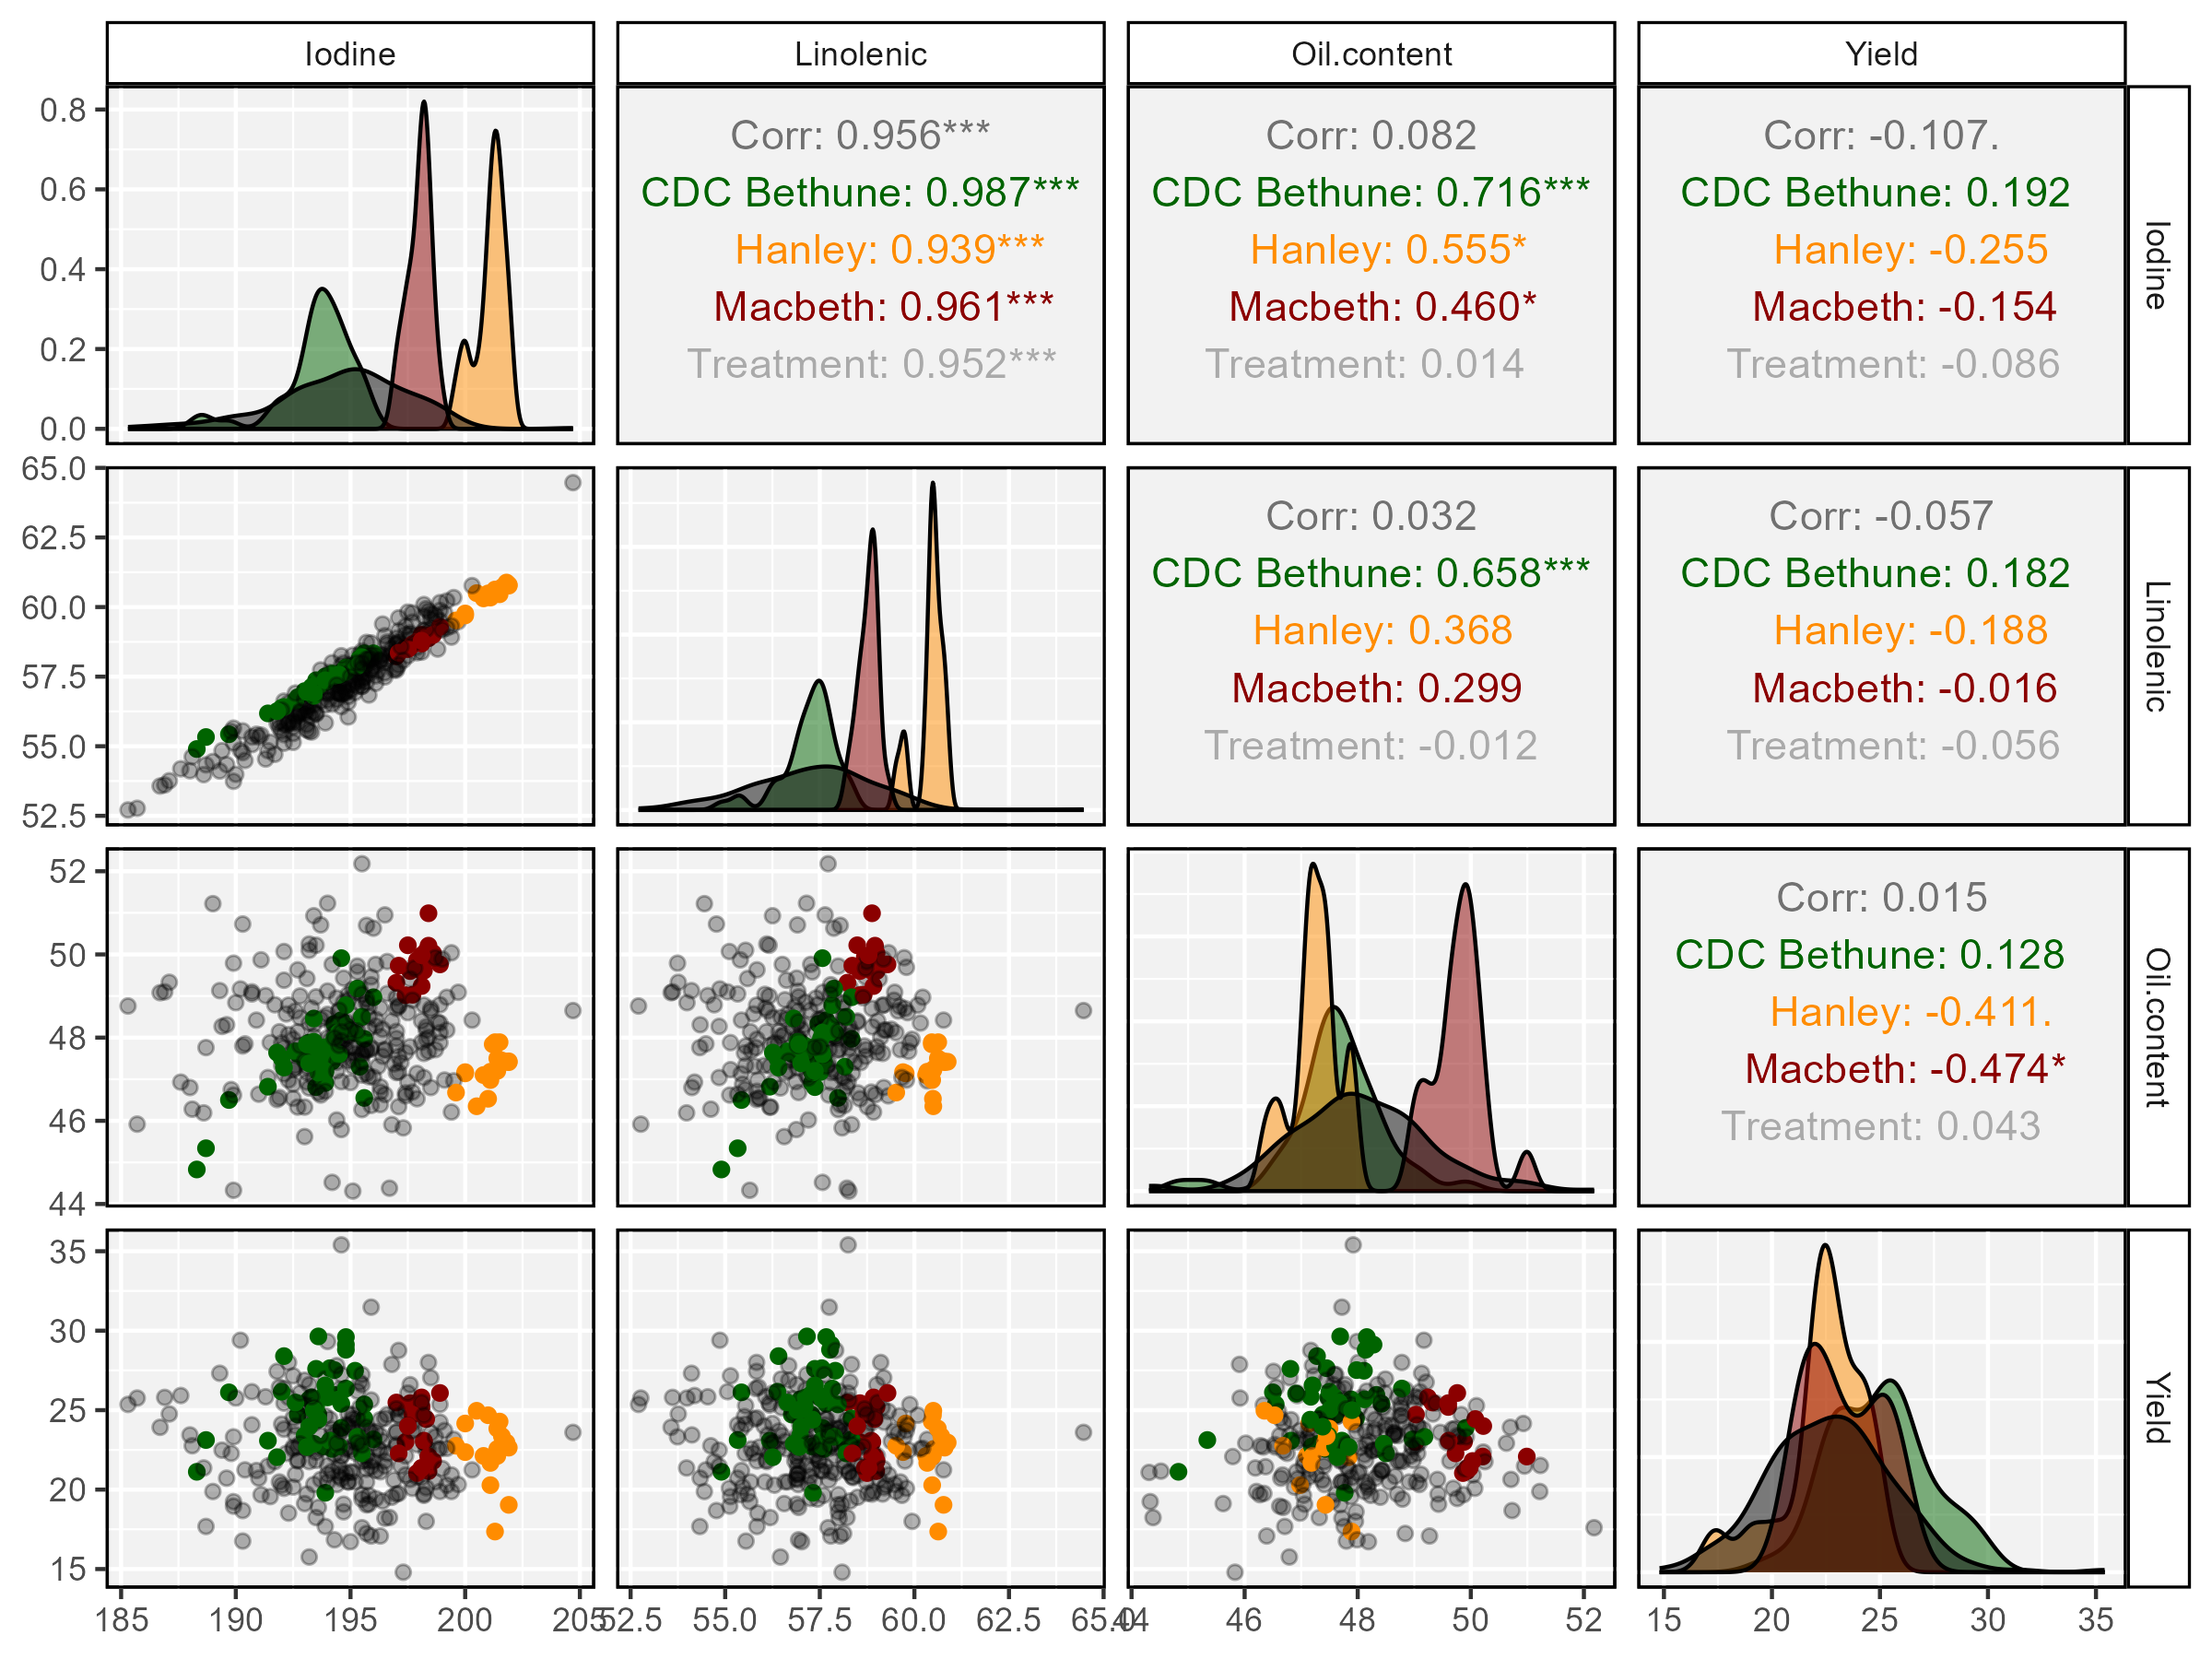 Iodine
Linolenic
Oil.content
Yield
0.8
0.6
0.4
0.2
0.0
Corr: 0.956***
CDC Bethune: 0.987***
Hanley: 0.939***
Macbeth: 0.961***
Treatment: 0.952***
Corr: 0.082
CDC Bethune: 0.716***
Hanley: 0.555*
Macbeth: 0.460*
Treatment: 0.014
Corr: -0.107.
CDC Bethune: 0.192
Hanley: -0.255
Macbeth: -0.154
Treatment: -0.086
Iodine
65.0
62.5
60.0
57.5
55.0
52.5
Corr: 0.032
CDC Bethune: 0.658***
Hanley: 0.368
Macbeth: 0.299
Treatment: -0.012
Corr: -0.057
CDC Bethune: 0.182
Hanley: -0.188
Macbeth: -0.016
Treatment: -0.056
Linolenic
52
50
48
46
44
Corr: 0.015
CDC Bethune: 0.128
Hanley: -0.411.
Macbeth: -0.474*
Treatment: 0.043
Oil.content
35
30
25
20
15
Yield
185 190 195 200 205
52.5 55.0 57.5 60.0 62.5 65.0
44 46 48 50 52
15 20 25 30 35